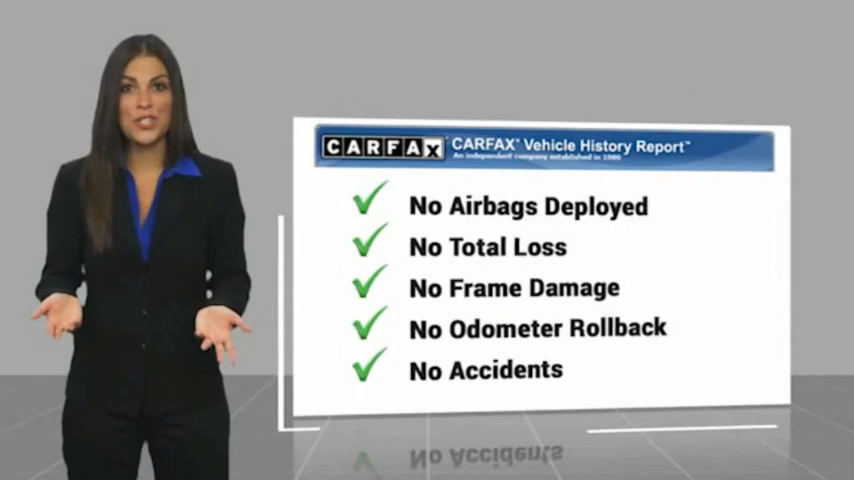 CARFAX CARFAX® Vehicle History Report™
An independent company established in 1986
No Airbags Deployed
No Total Loss
No Frame Damage
No Odometer Rollback
No Accidents
No Accidents